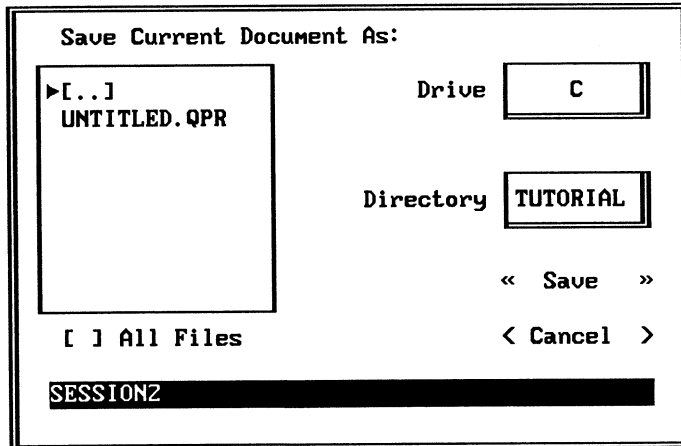 Save Current Document As:
►[..]
UNTITLED.QPR
Drive C
Directory TUTORIAL
« Save »
[ ] All Files
< Cancel >
SESSION2